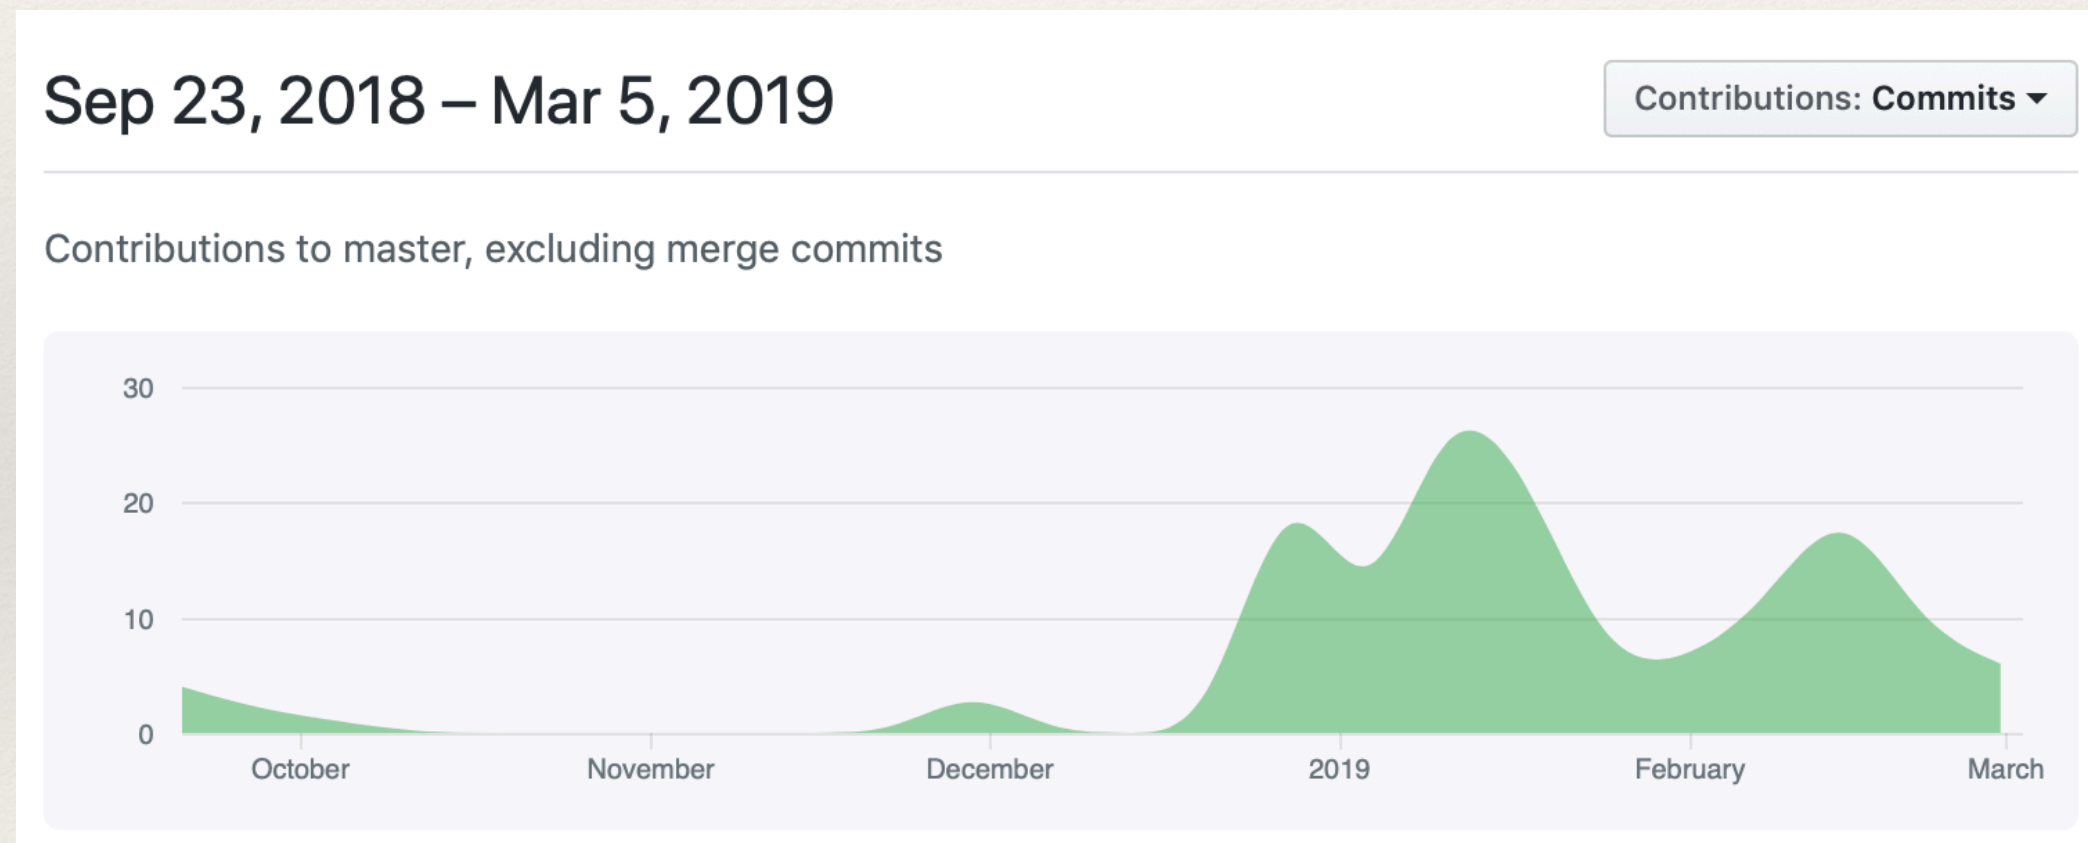 Sep 23, 2018 – Mar 5, 2019
Contributions: Commits
Contributions to master, excluding merge commits
30
20
10
0
October November December 2019 February March